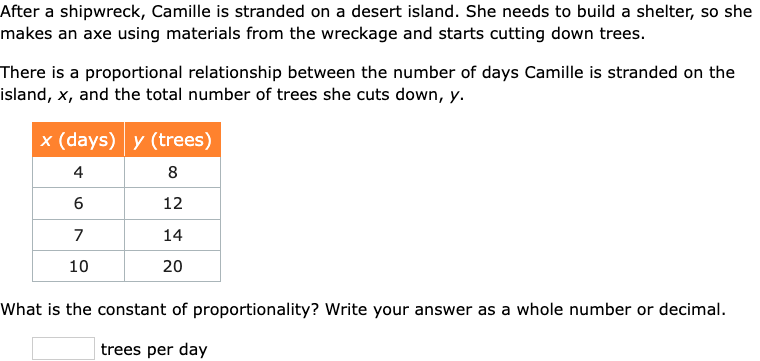 After a shipwreck, Camille is stranded on a desert island. She needs to build a shelter, so she
makes an axe using materials from the wreckage and starts cutting down trees.
There is a proportional relationship between the number of days Camille is stranded on the
island, x, and the total number of trees she cuts down, y.
x (days) y (trees)
4 8
6 12
7 14
10 20
What is the constant of proportionality? Write your answer as a whole number or decimal.
trees per day